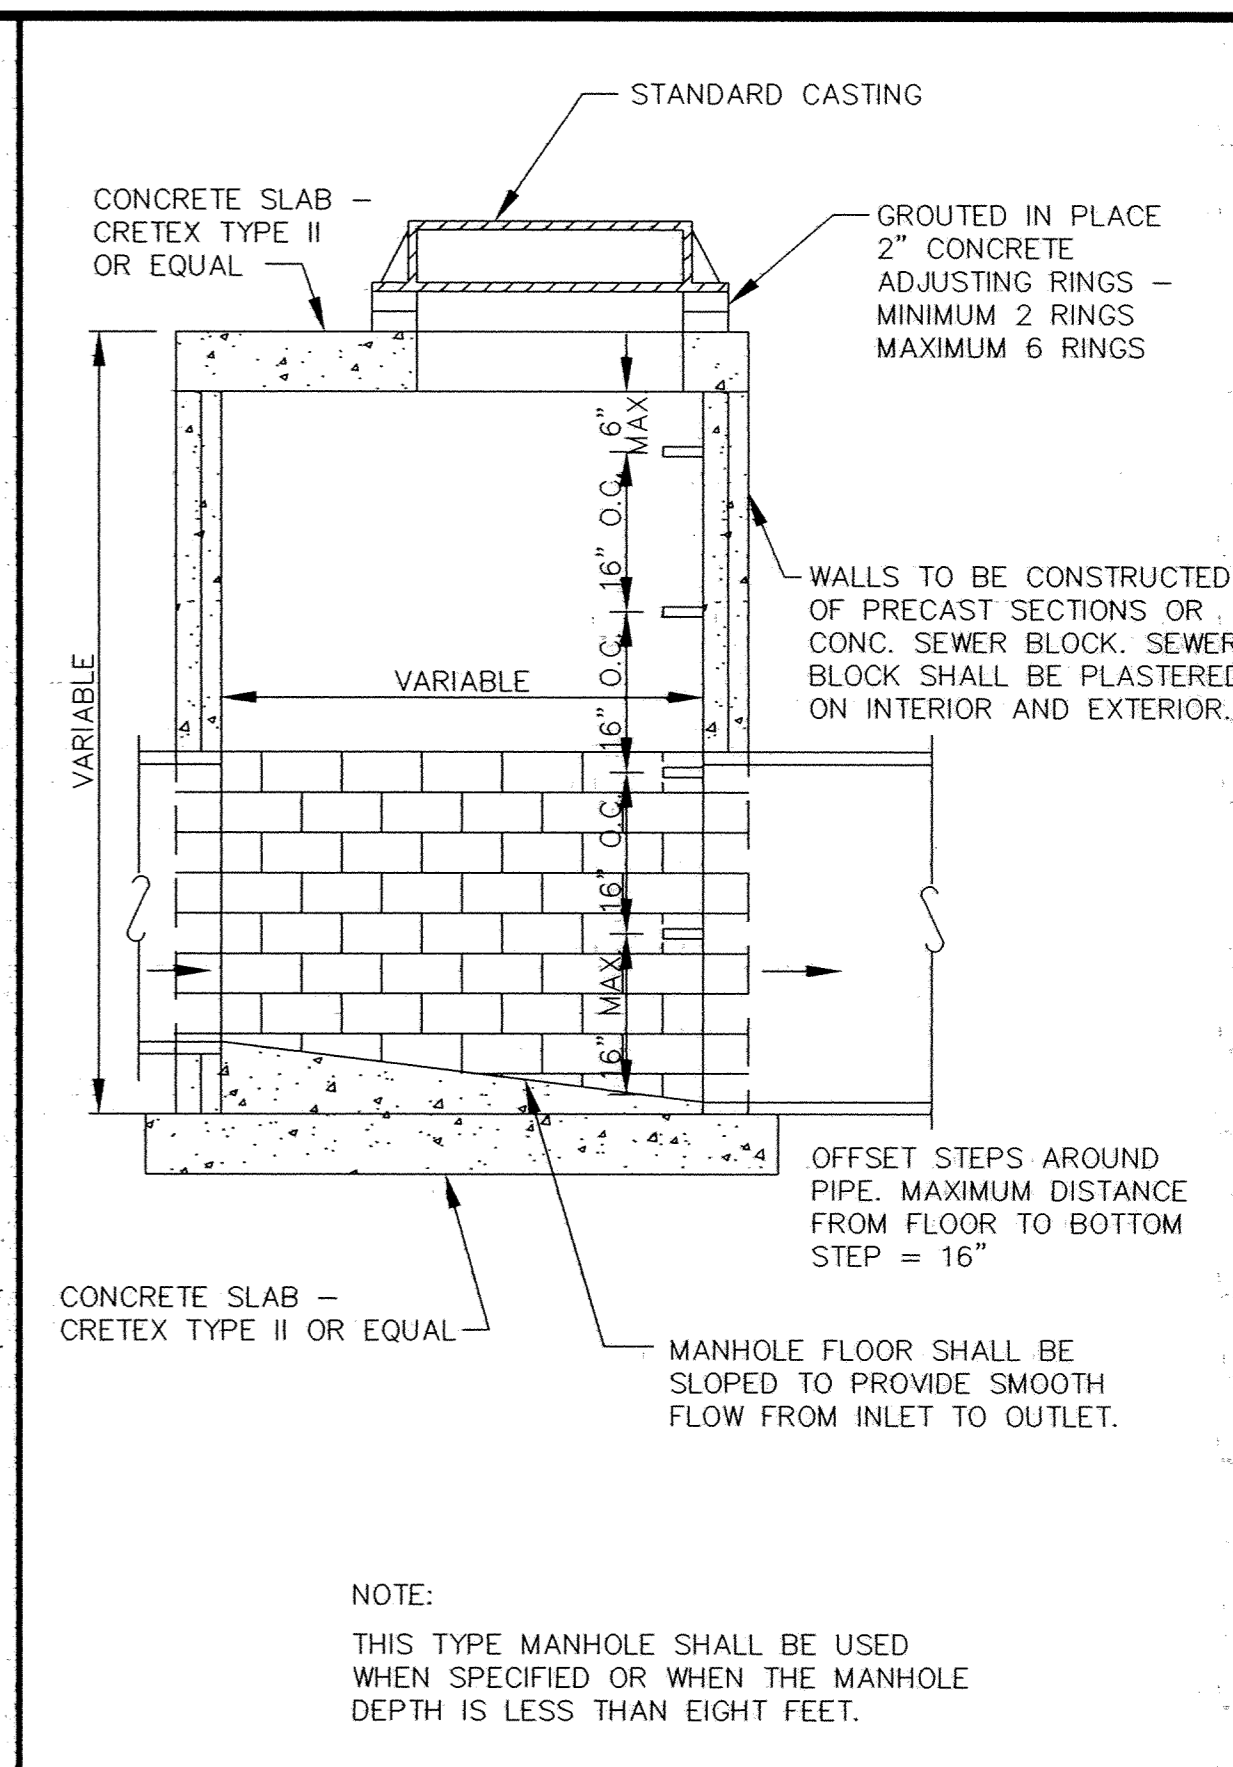 STANDARD CASTING
CONCRETE SLAB –
CRETEX TYPE II
OR EQUAL
GROUTED IN PLACE
2" CONCRETE
ADJUSTING RINGS –
MINIMUM 2 RINGS
MAXIMUM 6 RINGS
6"
MAX
16" O.C.
16" O.C.
16" O.C.
16" MAX.
VARIABLE
VARIABLE
WALLS TO BE CONSTRUCTED
OF PRECAST SECTIONS OR
CONC. SEWER BLOCK. SEWER
BLOCK SHALL BE PLASTERED
ON INTERIOR AND EXTERIOR.
OFFSET STEPS AROUND
PIPE. MAXIMUM DISTANCE
FROM FLOOR TO BOTTOM
STEP = 16"
CONCRETE SLAB –
CRETEX TYPE II OR EQUAL
MANHOLE FLOOR SHALL BE
SLOPED TO PROVIDE SMOOTH
FLOW FROM INLET TO OUTLET.
NOTE:
THIS TYPE MANHOLE SHALL BE USED
WHEN SPECIFIED OR WHEN THE MANHOLE
DEPTH IS LESS THAN EIGHT FEET.